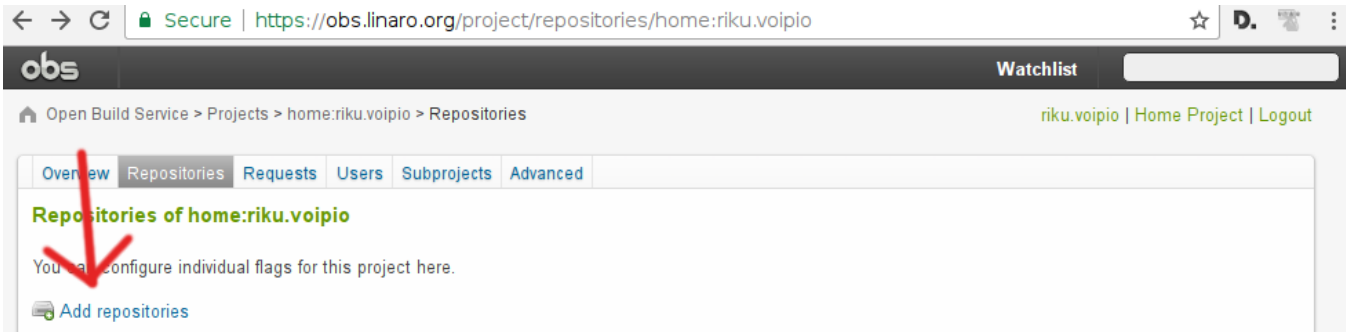 Secure | https://obs.linaro.org/project/repositories/home:riku.voipio
D.
obs
Watchlist
Open Build Service > Projects > home:riku.voipio > Repositories
riku.voipio | Home Project | Logout
Overview Repositories Requests Users Subprojects Advanced
Repositories of home:riku.voipio
You can configure individual flags for this project here.
Add repositories